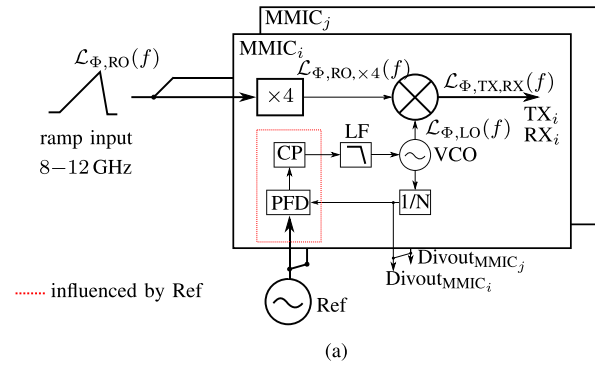 MMIC_j
MMIC_i
ℒ_Φ,RO(f)
ℒ_Φ,RO,×4(f)
ℒ_Φ,TX,RX(f)
×4
TX_i
RX_i
ramp input
8−12 GHz
ℒ_Φ,LO(f)
LF
CP
VCO
PFD
1/N
Divout_MMIC_j
Divout_MMIC_i
influenced by Ref
Ref
(a)